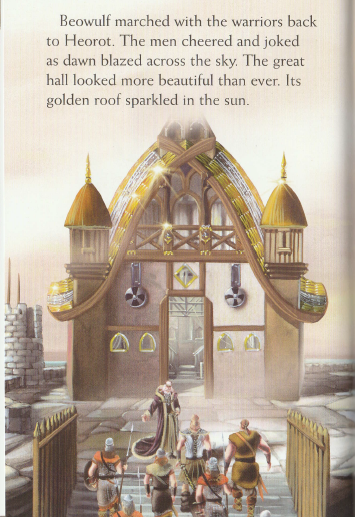 Beowulf marched with the warriors back
to Heorot. The men cheered and joked
as dawn blazed across the sky. The great
hall looked more beautiful than ever. Its
golden roof sparkled in the sun.